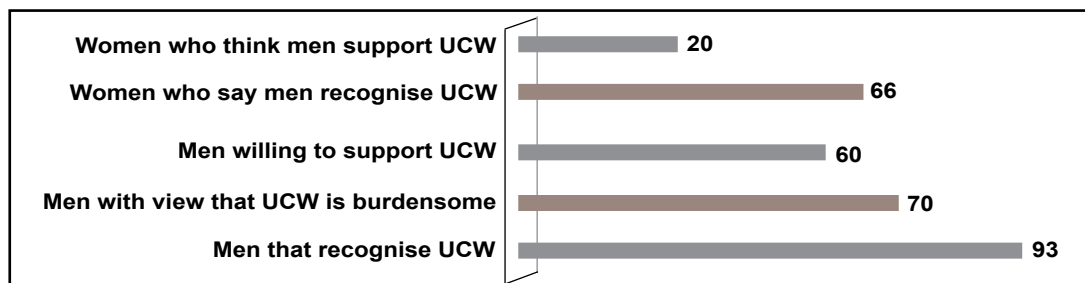 Women who think men support UCW 20
Women who say men recognise UCW 66
Men willing to support UCW 60
Men with view that UCW is burdensome 70
Men that recognise UCW 93